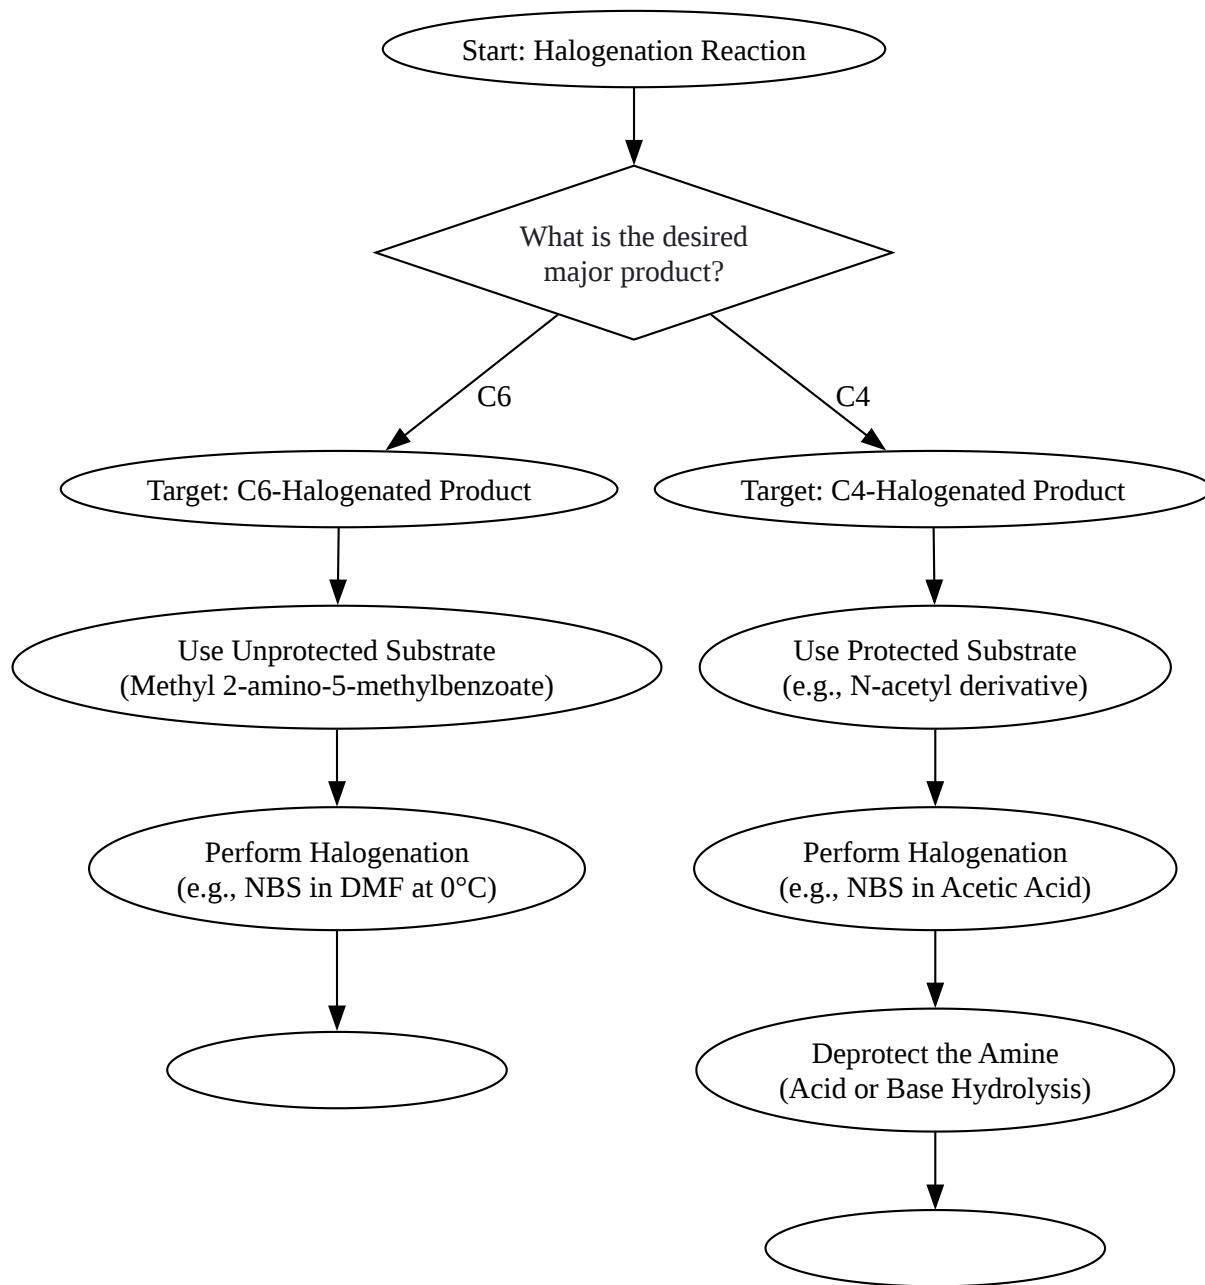 Start: Halogenation Reaction
What is the desired
major product?
C6
C4
Target: C6-Halogenated Product
Target: C4-Halogenated Product
Use Unprotected Substrate
(Methyl 2-amino-5-methylbenzoate)
Use Protected Substrate
(e.g., N-acetyl derivative)
Perform Halogenation
(e.g., NBS in DMF at 0°C)
Perform Halogenation
(e.g., NBS in Acetic Acid)
Deprotect the Amine
(Acid or Base Hydrolysis)